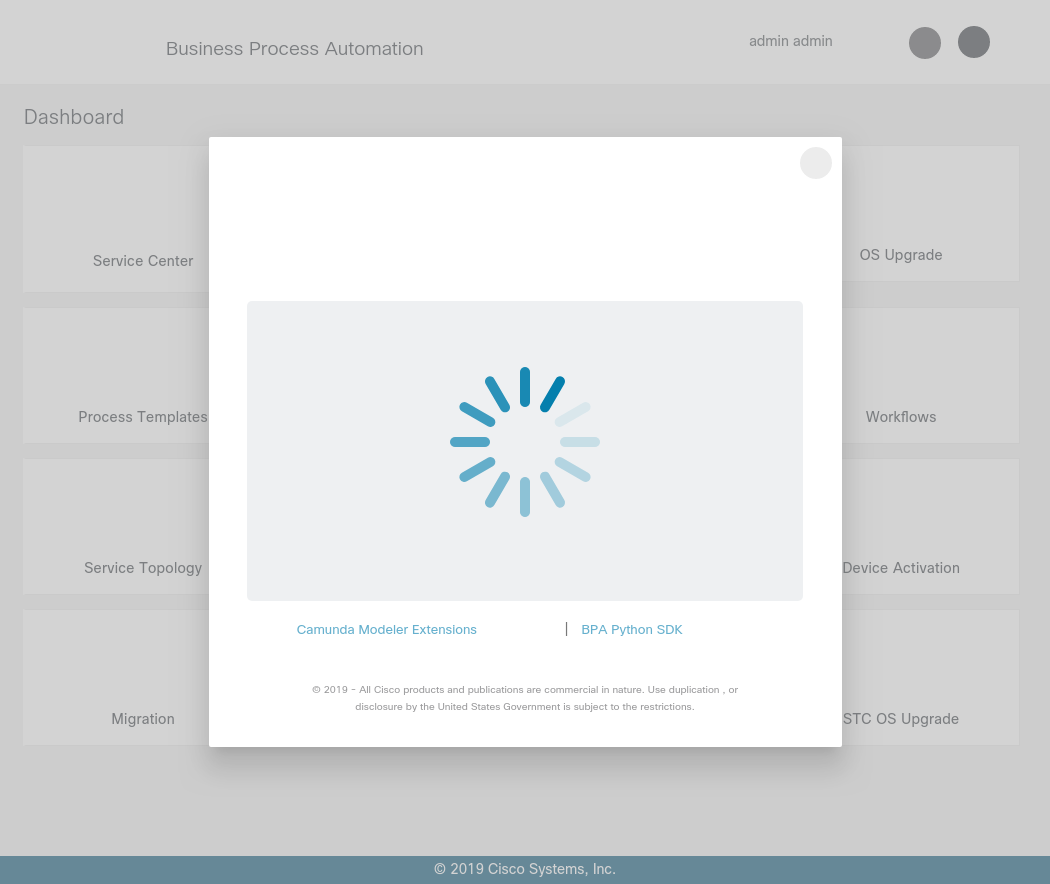 Business Process Automation
admin admin
Dashboard
Service Center
OS Upgrade
Process Templates
Workflows
Service Topology
Device Activation
Camunda Modeler Extensions | BPA Python SDK
© 2019 - All Cisco products and publications are commercial in nature. Use duplication , or
disclosure by the United States Government is subject to the restrictions.
Migration
STC OS Upgrade
© 2019 Cisco Systems, Inc.